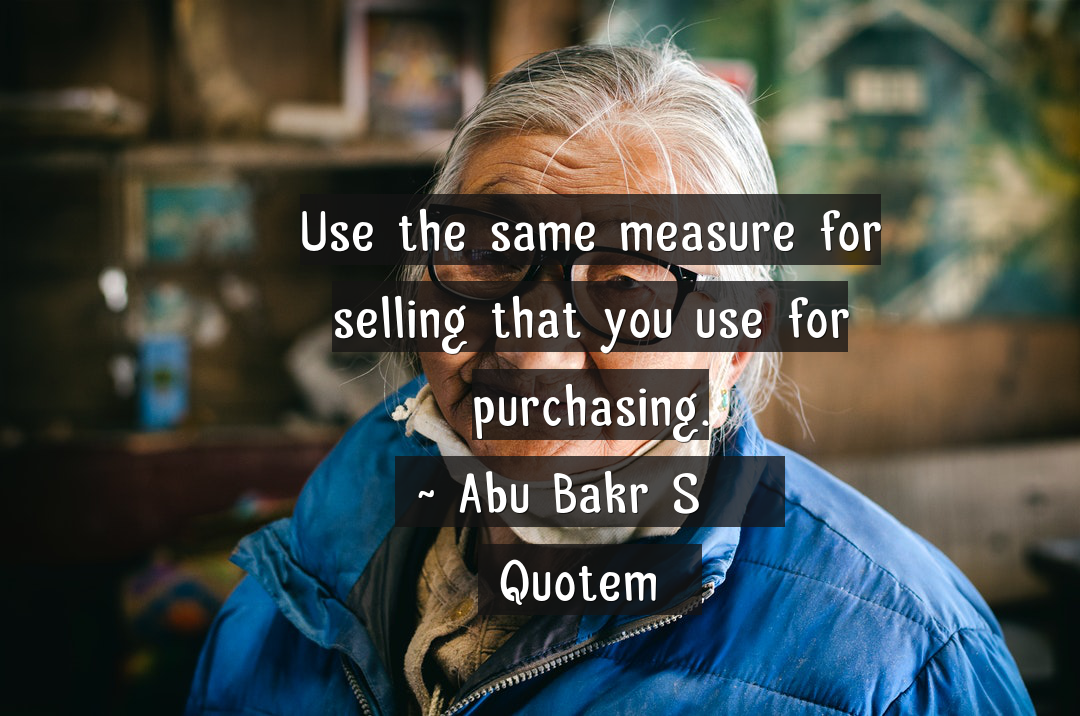 Use the same measure for
selling that you use for
purchasing.
~ Abu Bakr S
Quotem